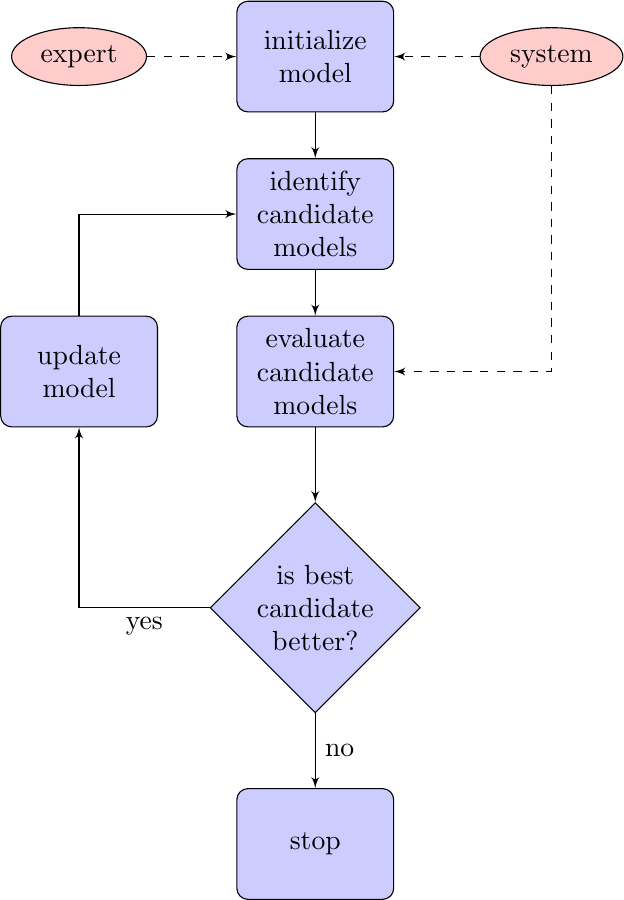 expert
initialize
model
system
identify
candidate
models
update
model
evaluate
candidate
models
is best
candidate
better?
yes
no
stop